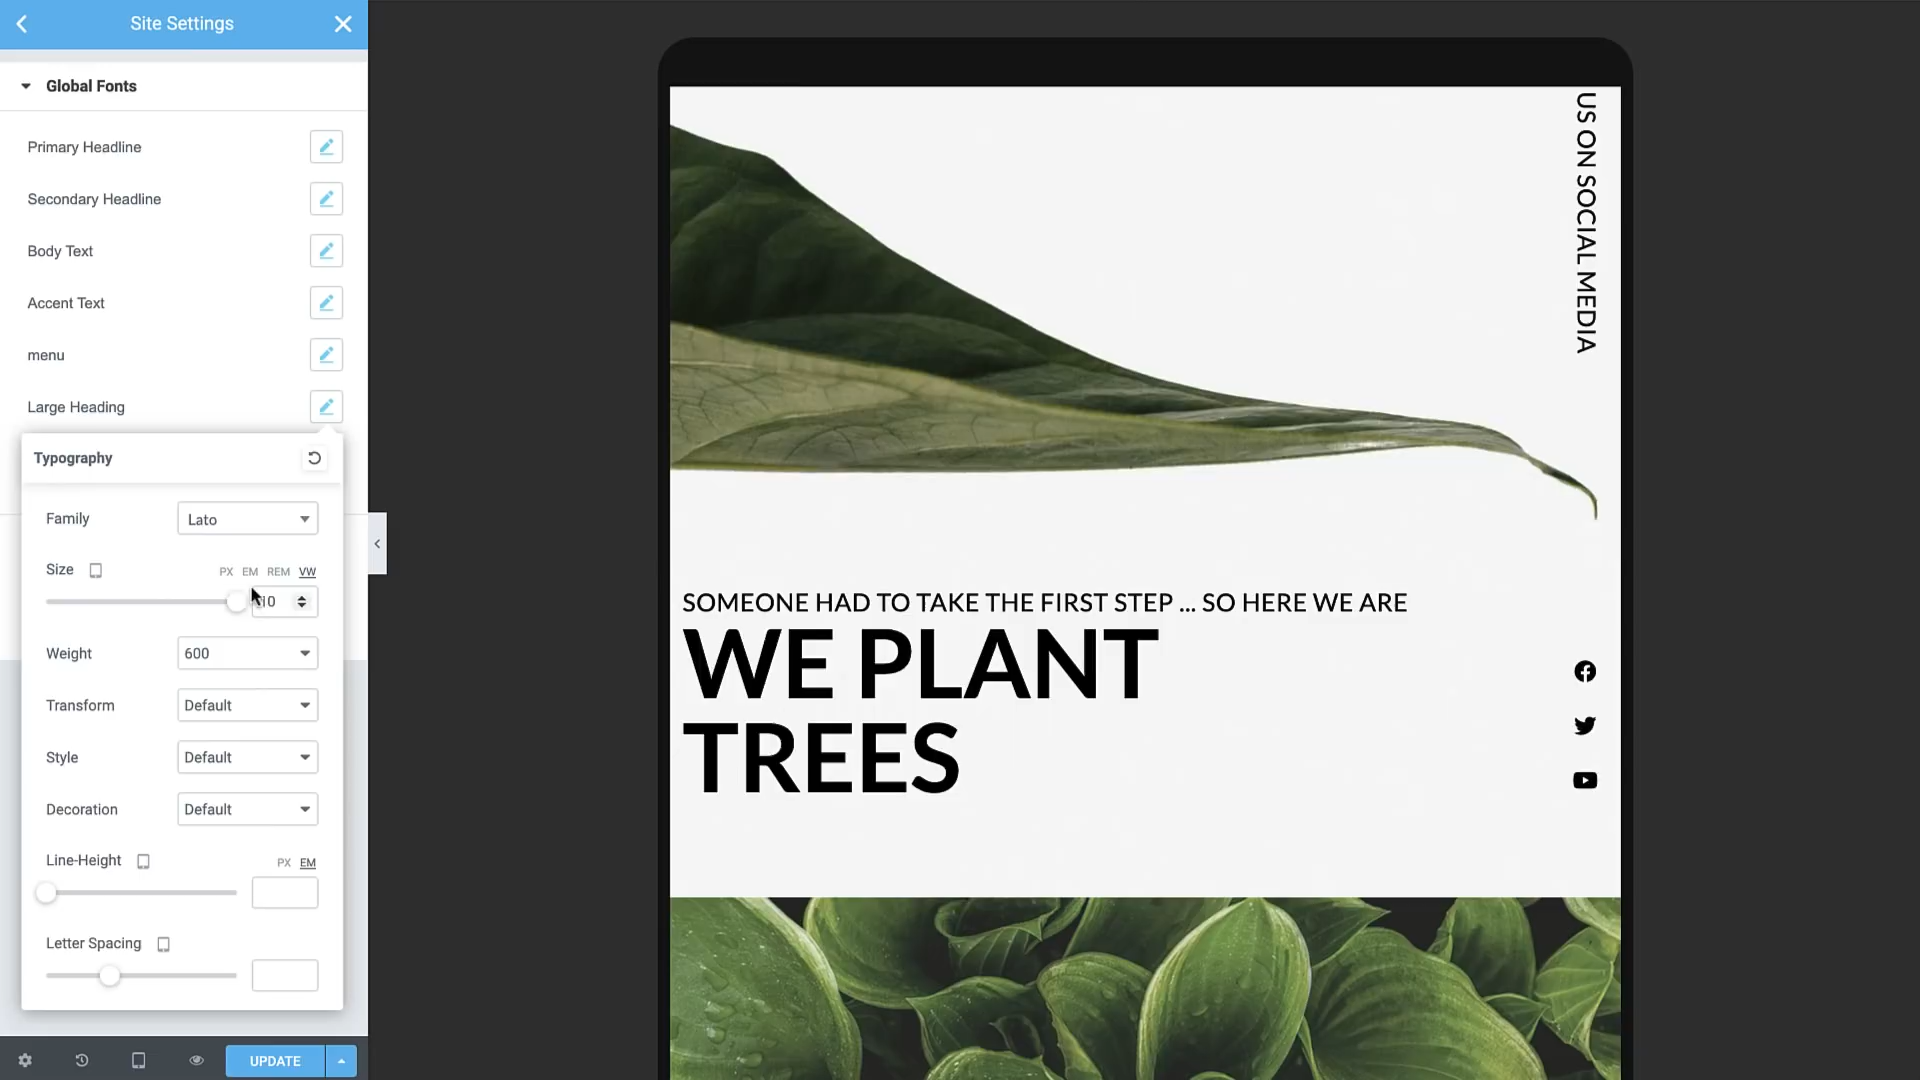 Site Settings
Global Fonts
Primary Headline
Secondary Headline
Body Text
Accent Text
menu
Large Heading
Typography
Family
Lato
Size
PX EM REM VW
10
Weight
600
Transform
Default
Style
Default
Decoration
Default
Line-Height
PX EM
Letter Spacing
UPDATE
US ON SOCIAL MEDIA
SOMEONE HAD TO TAKE THE FIRST STEP ... SO HERE WE ARE
WE PLANT
TREES